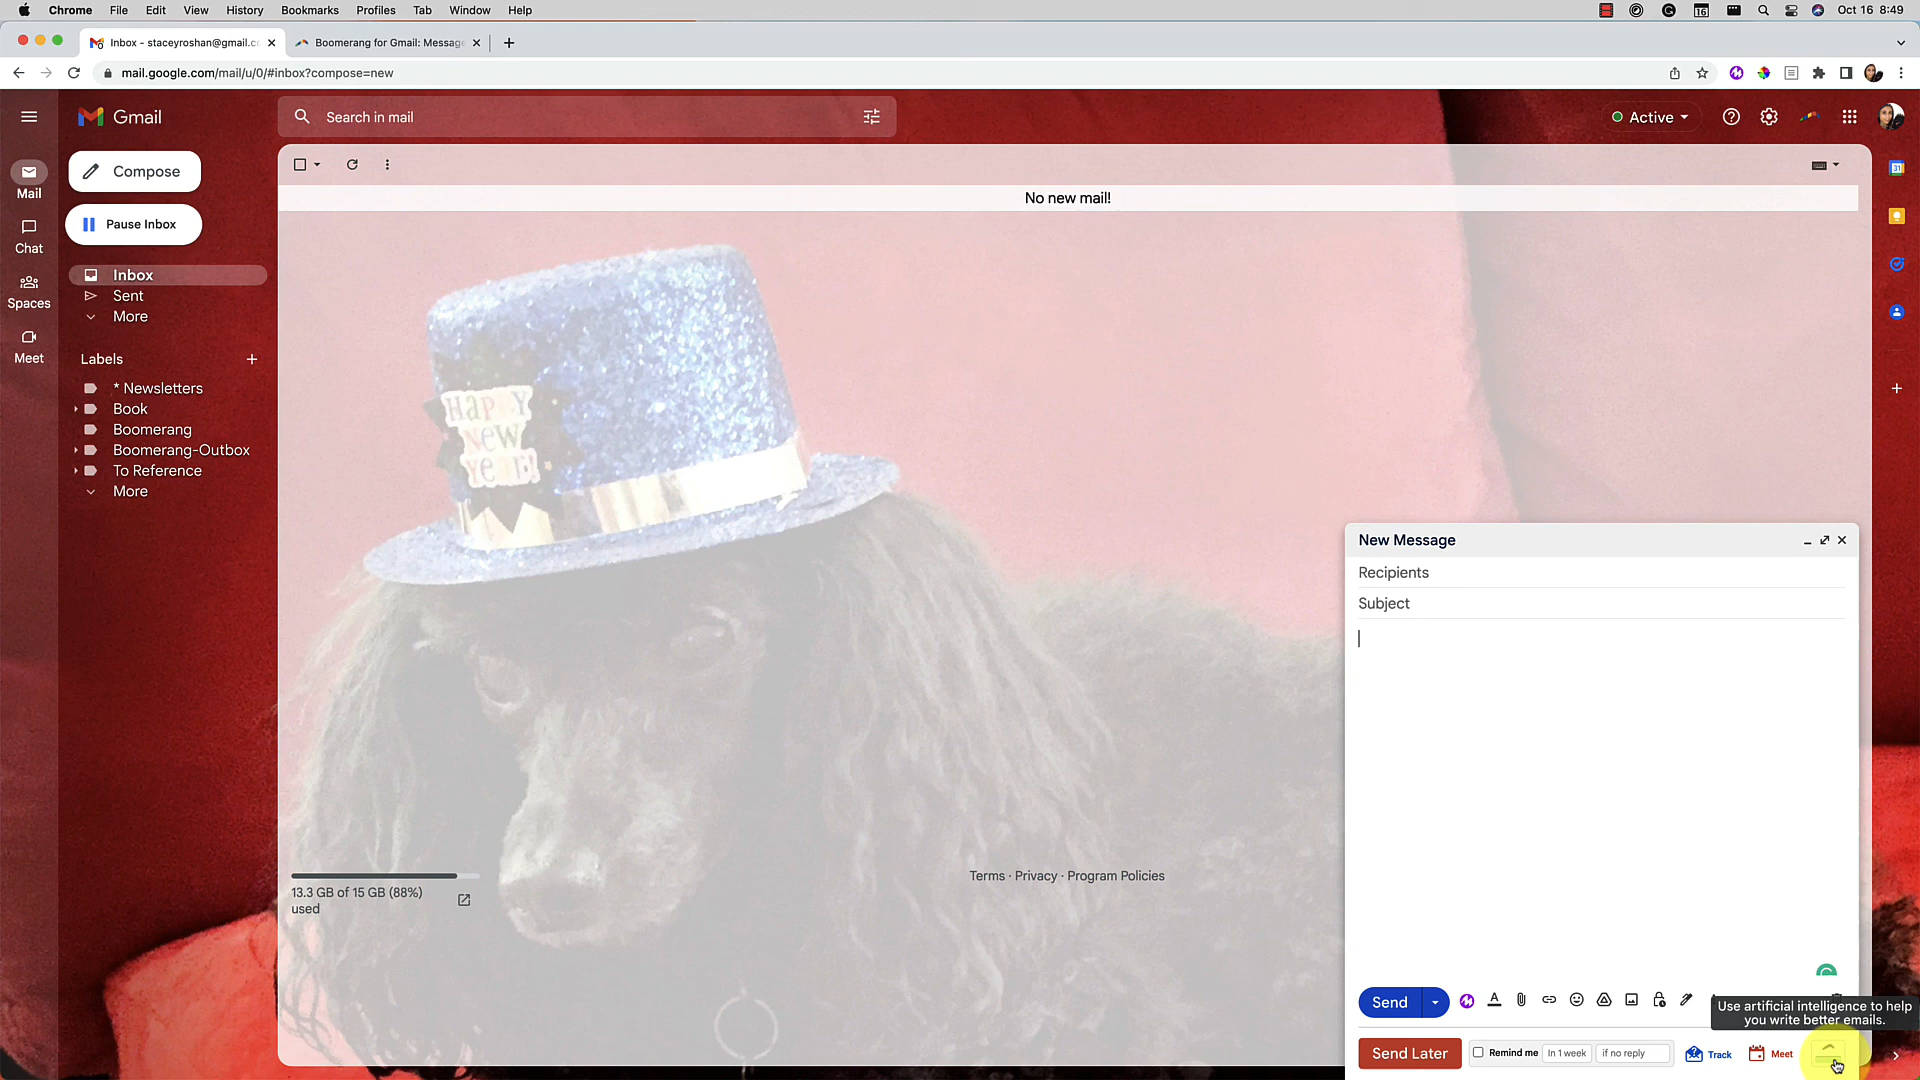 Chrome File Edit View History Bookmarks Profiles Tab Window Help
16
Oct 16 8:49
Inbox - staceyroshan@gmail.cc
Boomerang for Gmail: Message
mail.google.com/mail/u/0/#inbox?compose=new
Gmail
Search in mail
Active
Compose
Pause Inbox
No new mail!
Mail
Chat
Spaces
Meet
Inbox
Sent
More
Labels
* Newsletters
Book
Boomerang
Boomerang-Outbox
To Reference
More
31
HAPPY
NEW
YEAR!
New Message
Recipients
Subject
13.3 GB of 15 GB (88%)
used
Terms · Privacy · Program Policies
Send
Use artificial intelligence to help
you write better emails.
Send Later
Remind me
In 1 week
if no reply
Track
Meet